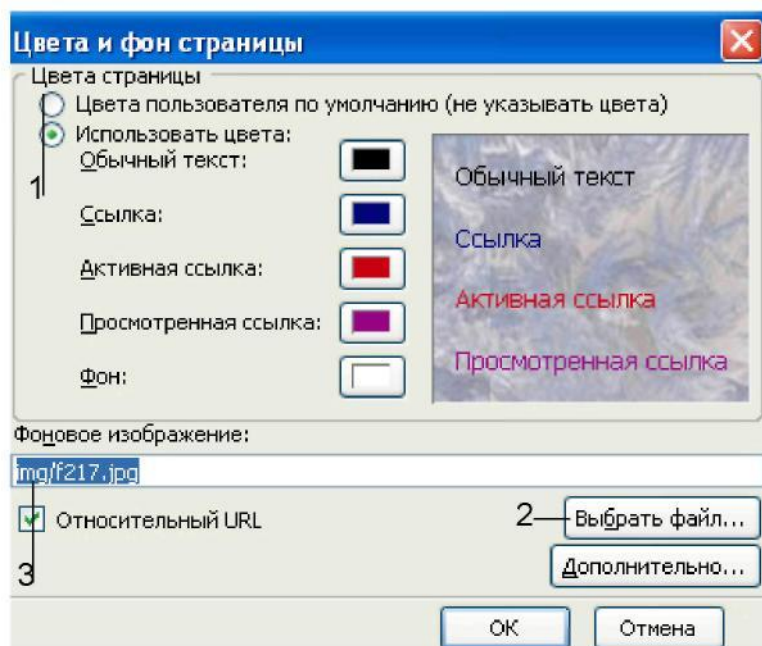 Цвета и фон страницы
Цвета страницы
Цвета пользователя по умолчанию (не указывать цвета)
Использовать цвета:
Обычный текст:
Обычный текст
1
Ссылка:
Ссылка
Активная ссылка:
Активная ссылка
Просмотренная ссылка:
Просмотренная ссылка
Фон:
Фоновое изображение:
img/f217.jpg
Относительный URL
2
Выбрать файл...
3
Дополнительно...
ОК
Отмена